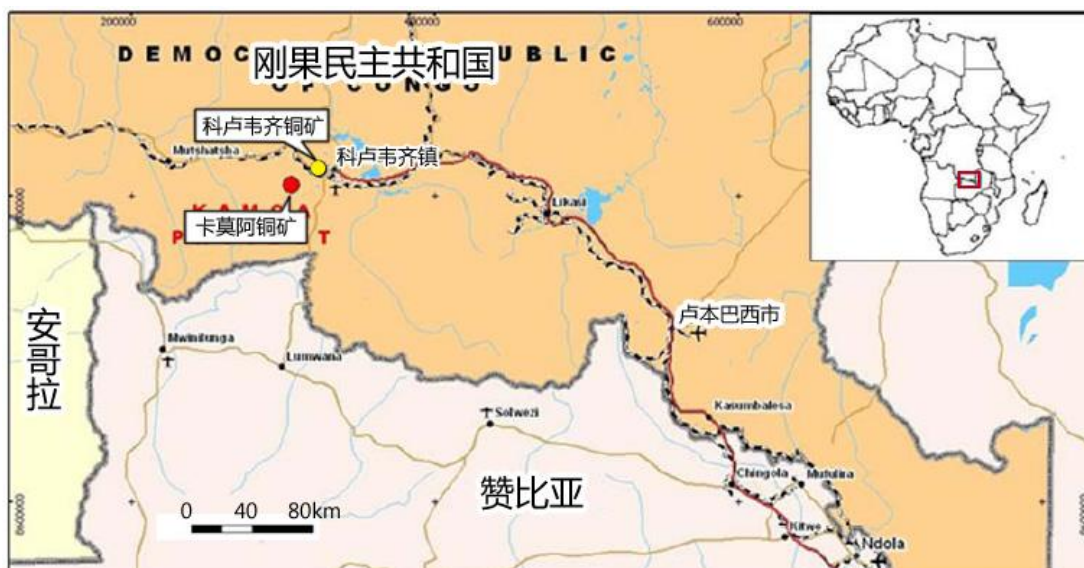 200000 400000 600000
DEMOC UBLIC
刚果民主共和国
OF CONGO
科卢韦齐铜矿
Mutshatsha
科卢韦齐镇
卡莫阿铜矿
T
Likasi
安哥拉
卢本巴西市
Mwinilunga
Lumwana
Kasumbalesa
Solwezi
赞比亚
Chingola
Mufulira
0 40 80km
Kitwe
Ndola